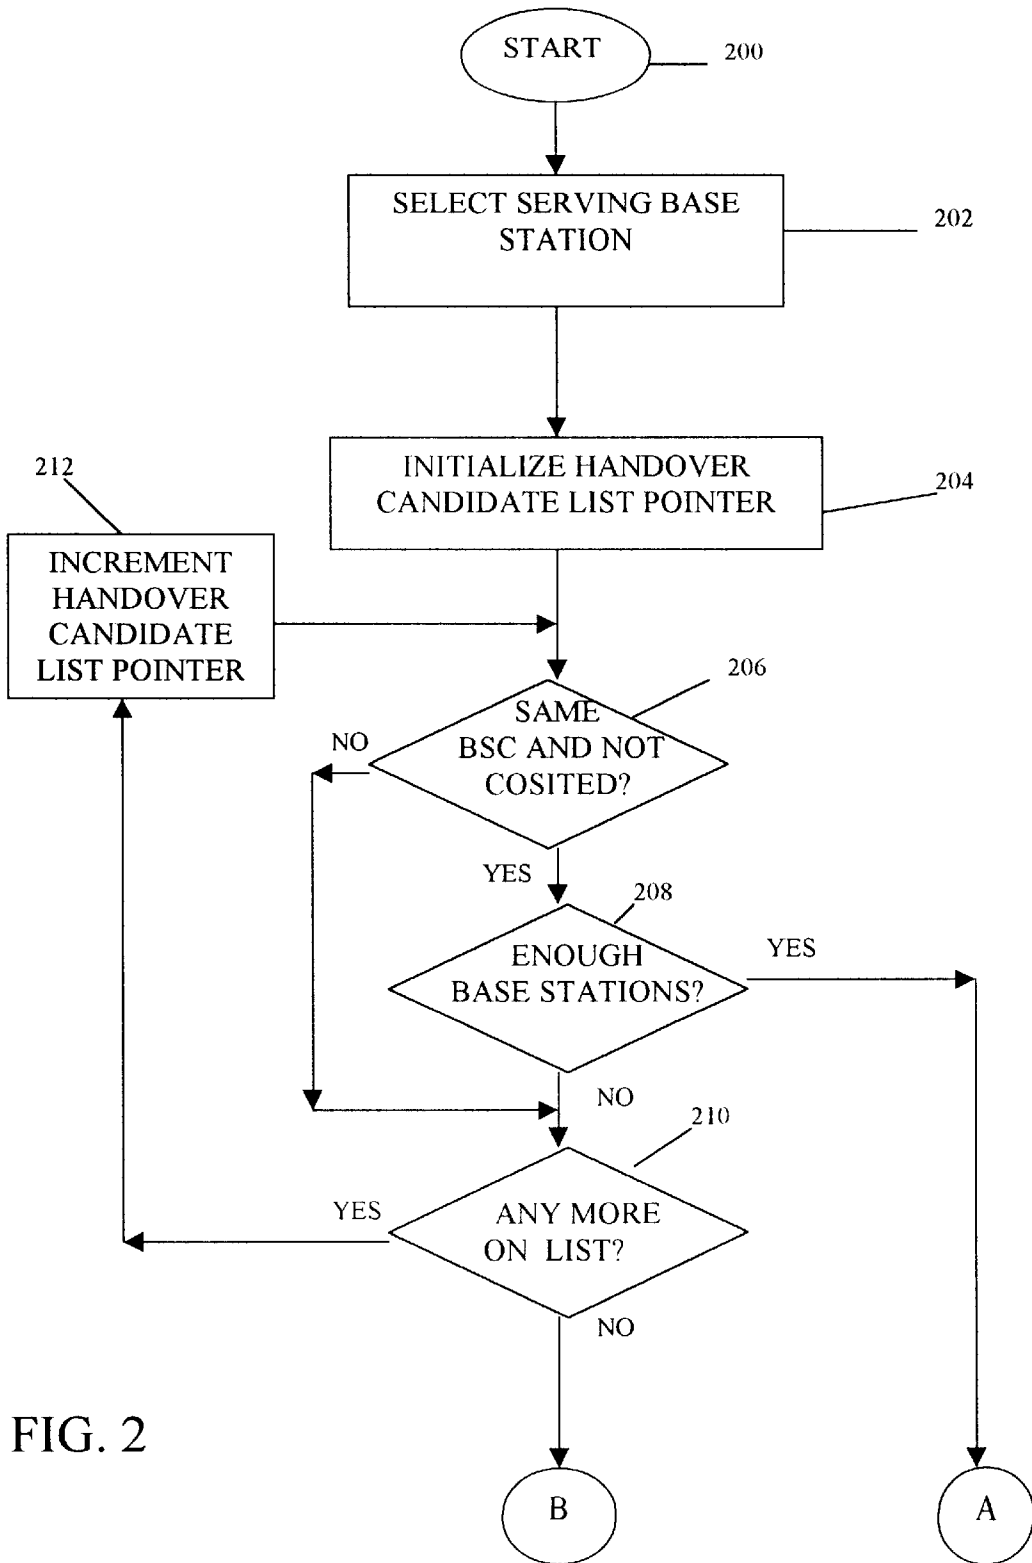 START
200
SELECT SERVING BASE
STATION
202
INITIALIZE HANDOVER
CANDIDATE LIST POINTER
204
212
INCREMENT
HANDOVER
CANDIDATE
LIST POINTER
206
SAME
BSC AND NOT
COSITED?
NO
YES
208
ENOUGH
BASE STATIONS?
YES
NO
210
ANY MORE
ON LIST?
YES
NO
FIG. 2
B
A